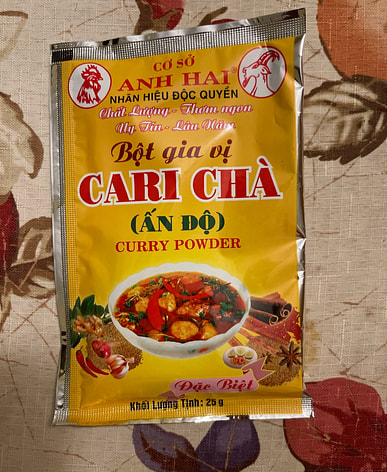 CƠ SỞ
ANH HAI
NHÃN HIỆU ĐỘC QUYỀN
Chất Lượng - Thơm ngon
Uy Tín - Lâu Năm
Bột gia vị
CARI CHÀ
(ẤN ĐỘ)
CURRY POWDER
Đặc Biệt
Khối Lượng Tịnh: 25 g